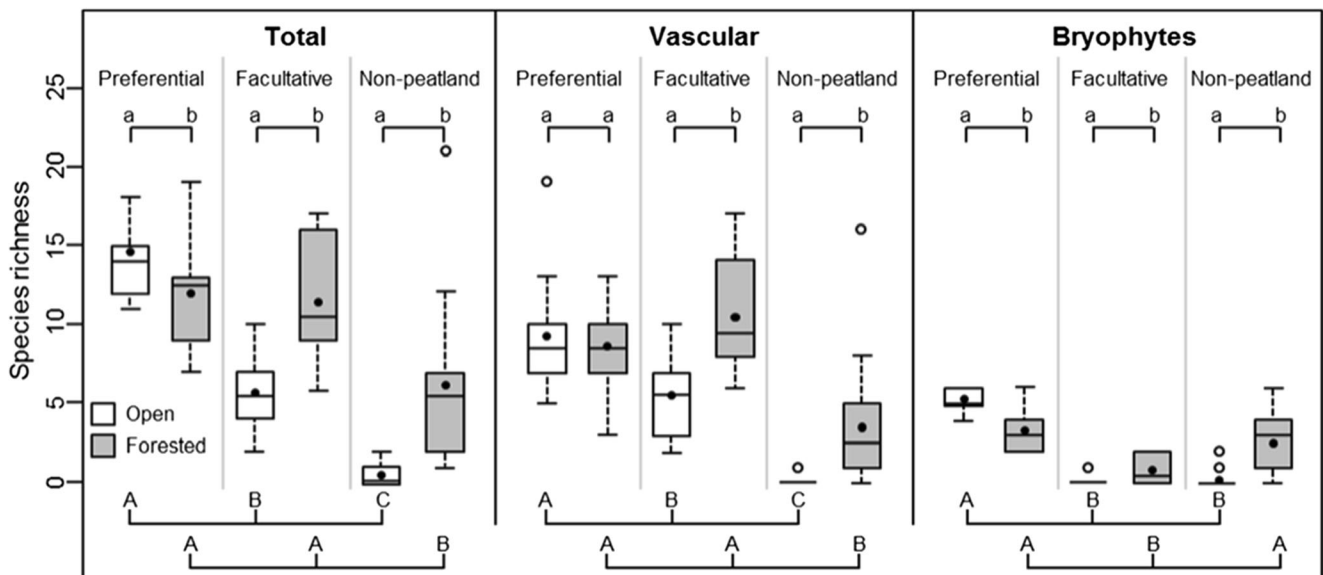 Total Vascular Bryophytes
Preferential Facultative Non-peatland Preferential Facultative Non-peatland Preferential Facultative Non-peatland
a b a b a b a a a b a b a b a b a b
Species richness
25
20
15
10
5
0
Open
Forested
A B C A B C A B B
A A B A A B A B A